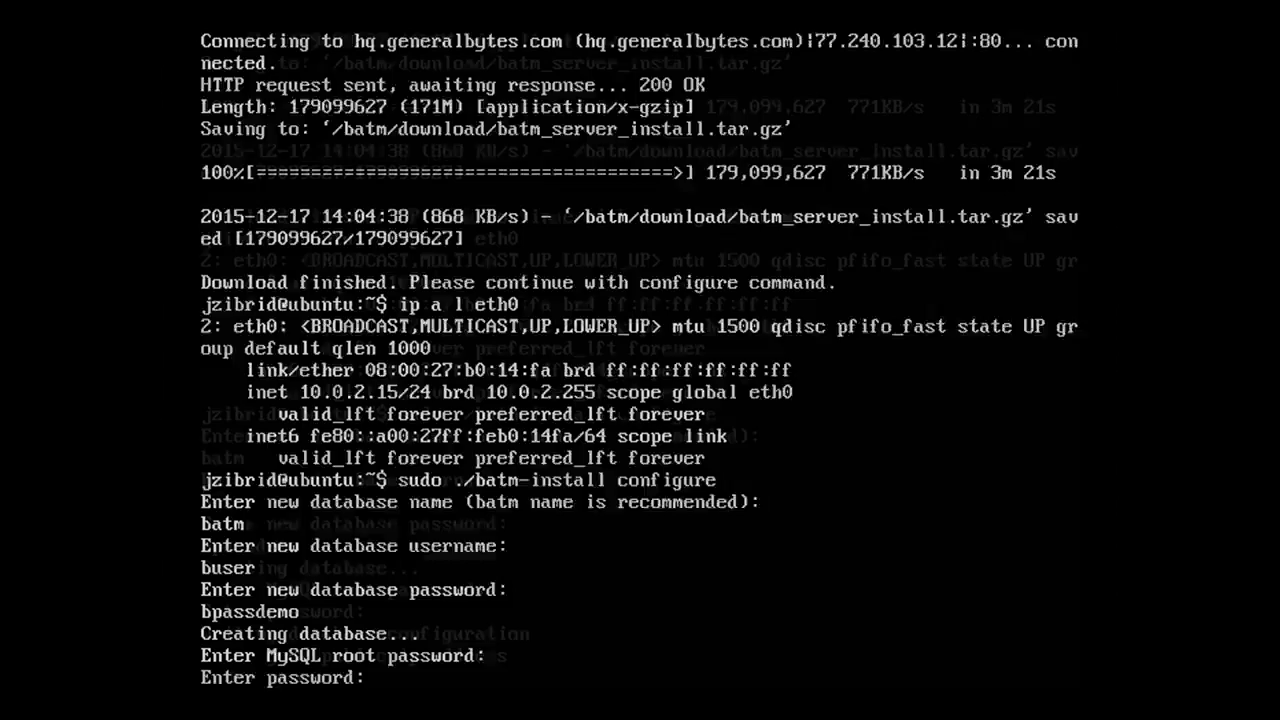 Connecting to hq.generalbytes.com (hq.generalbytes.com)|77.240.103.12|:80... con
nected.
HTTP request sent, awaiting response... 200 OK
Length: 179099627 (171M) [application/x-gzip]
Saving to: ‘/batm/download/batm_server_install.tar.gz’
100%[======================================>] 179,099,627  771KB/s   in 3m 21s
2015-12-17 14:04:38 (868 KB/s) - ‘/batm/download/batm_server_install.tar.gz’ sav
ed [179099627/179099627]
Download finished. Please continue with configure command.
jzibrid@ubuntu:~$ ip a l eth0
2: eth0: <BROADCAST,MULTICAST,UP,LOWER_UP> mtu 1500 qdisc pfifo_fast state UP gr
oup default qlen 1000
    link/ether 08:00:27:b0:14:fa brd ff:ff:ff:ff:ff:ff
    inet 10.0.2.15/24 brd 10.0.2.255 scope global eth0
       valid_lft forever preferred_lft forever
    inet6 fe80::a00:27ff:feb0:14fa/64 scope link
       valid_lft forever preferred_lft forever
jzibrid@ubuntu:~$ sudo ./batm-install configure
Enter new database name (batm name is recommended):
batm
Enter new database username:
buser
Enter new database password:
bpassdemo
Creating database...
Enter MySQL root password:
Enter password: